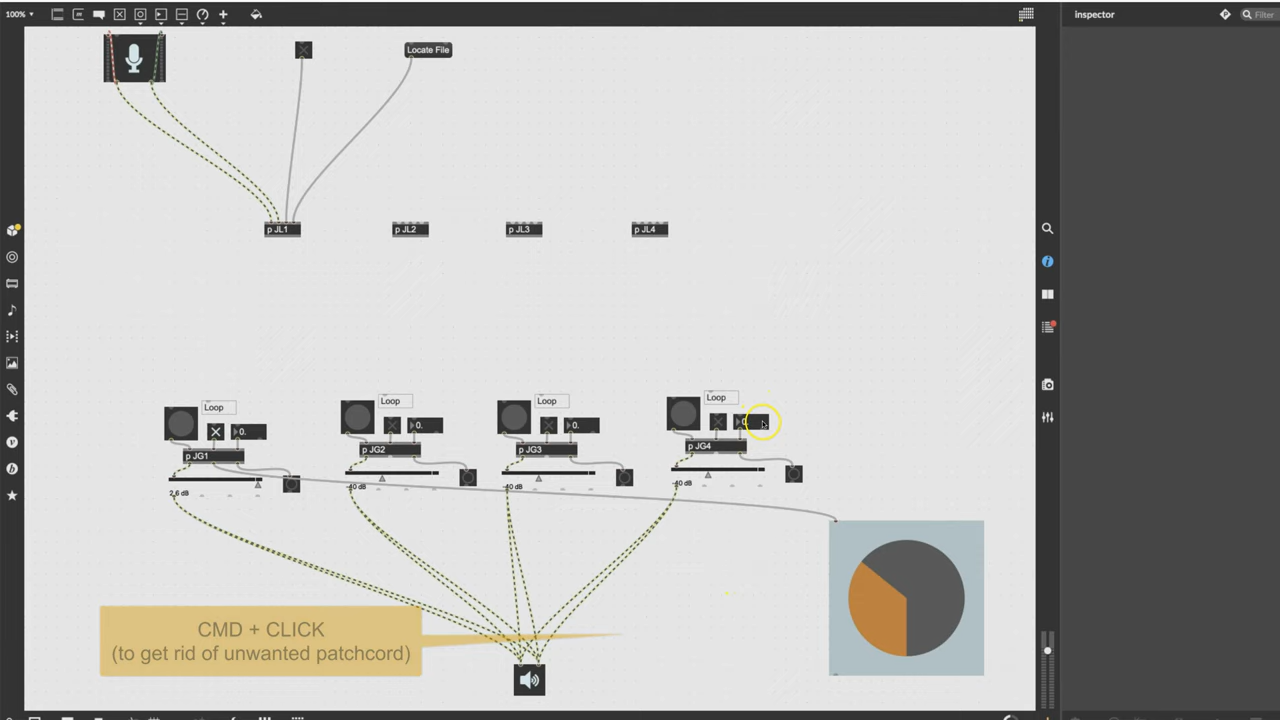 100%
inspector
Filter
Locate File
p JL1
p JL2
p JL3
p JL4
Loop
0.
p JG1
2.6 dB
Loop
0.
p JG2
-40 dB
Loop
0.
p JG3
-40 dB
Loop
p JG4
-40 dB
CMD + CLICK
(to get rid of unwanted patchcord)